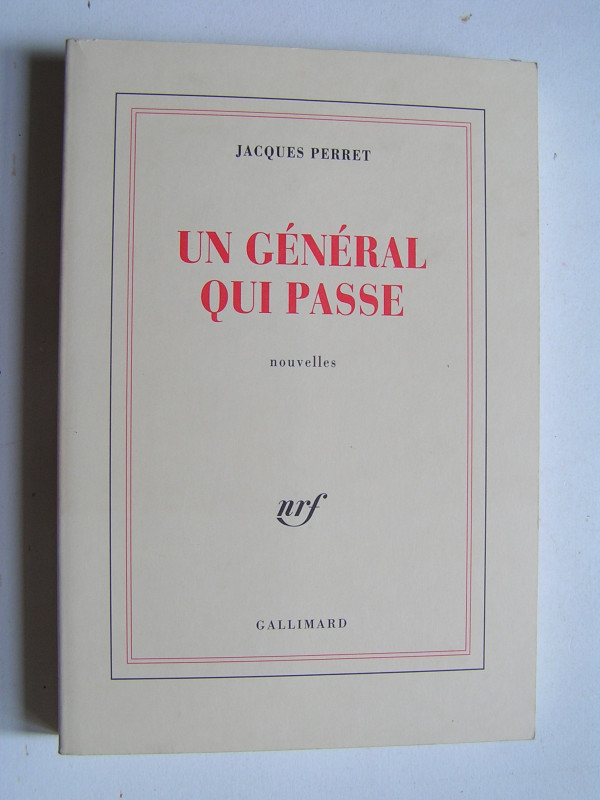 JACQUES PERRET
UN GÉNÉRAL
QUI PASSE
nouvelles
nrf
GALLIMARD